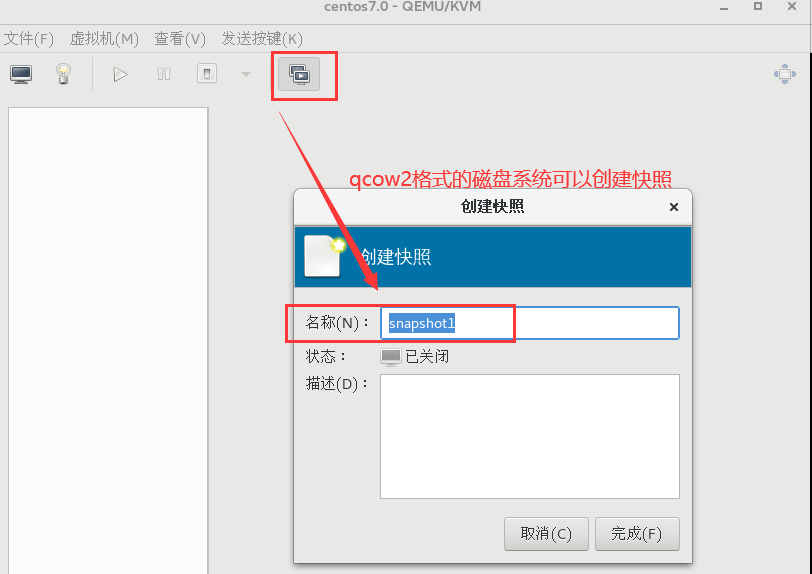 centos7.0 - QEMU/KVM
文件(F) 虚拟机(M) 查看(V) 发送按键(K)
qcow2格式的磁盘系统可以创建快照
创建快照
创建快照
名称(N)： snapshot1
状态： 已关闭
描述(D)：
取消(C) 完成(F)